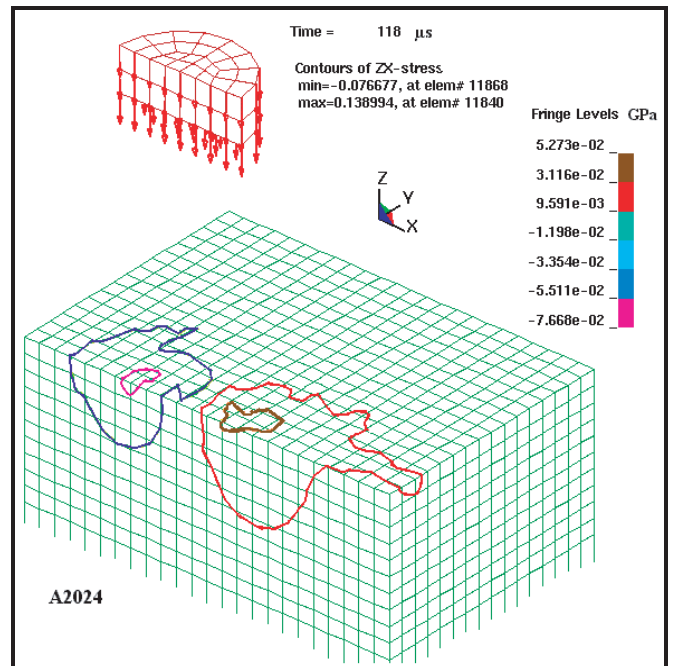 Time = 118 μs
Contours of ZX-stress
min=-0.076677, at elem# 11868
max=0.138994, at elem# 11840
Fringe Levels GPa
5.273e-02
3.116e-02
9.591e-03
-1.198e-02
-3.354e-02
-5.511e-02
-7.668e-02
Z
Y
X
A2024